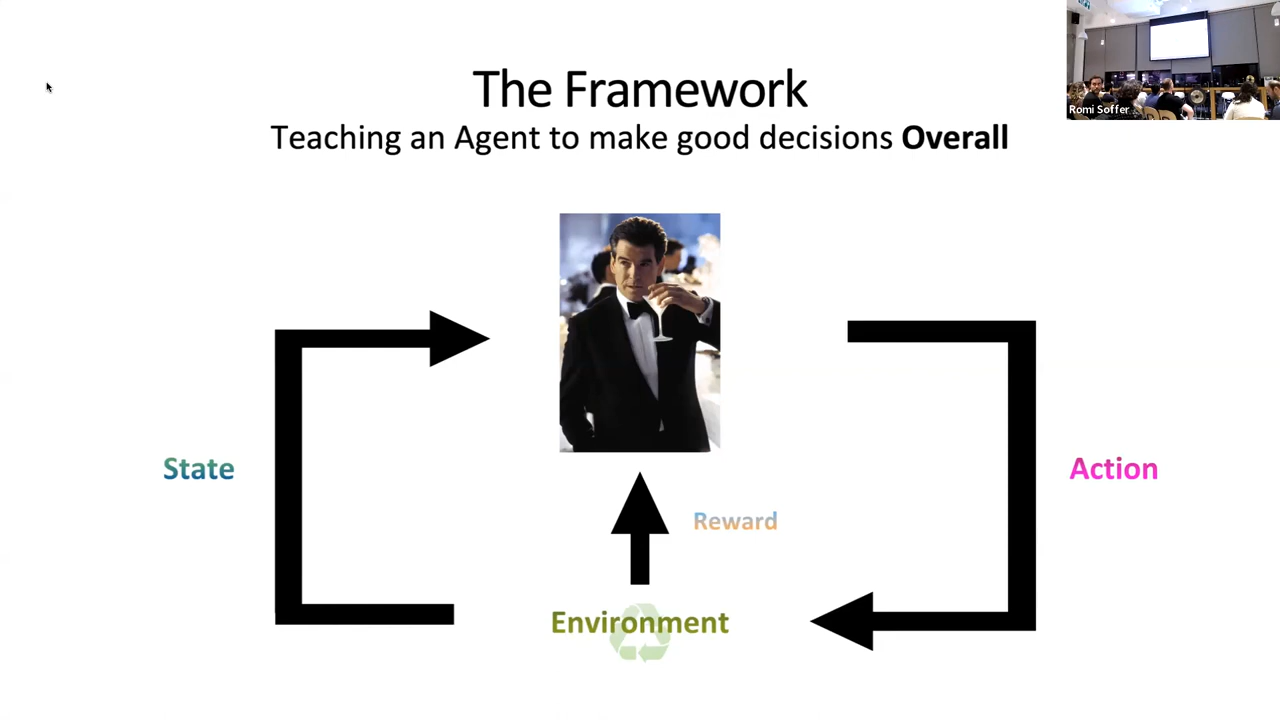 The Framework
Teaching an Agent to make good decisions Overall
Romi Soffer
State
Action
Reward
Environment